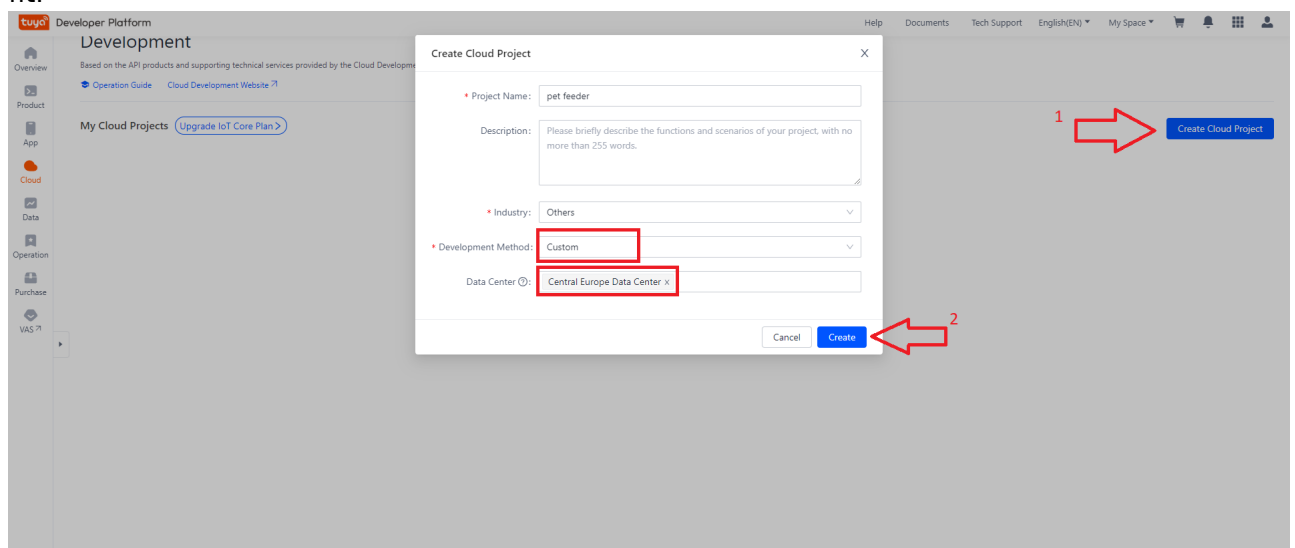 tuya Developer Platform
Help Documents Tech Support English(EN) My Space
Overview
Product
App
Cloud
Data
Operation
Purchase
VAS
Development
Based on the API products and supporting technical services provided by the Cloud Developme
Operation Guide Cloud Development Website
My Cloud Projects Upgrade IoT Core Plan >
1
Create Cloud Project
Create Cloud Project X
* Project Name: pet feeder
Description: Please briefly describe the functions and scenarios of your project, with no
more than 255 words.
* Industry: Others
* Development Method: Custom
Data Center ?: Central Europe Data Center x
Cancel Create
2